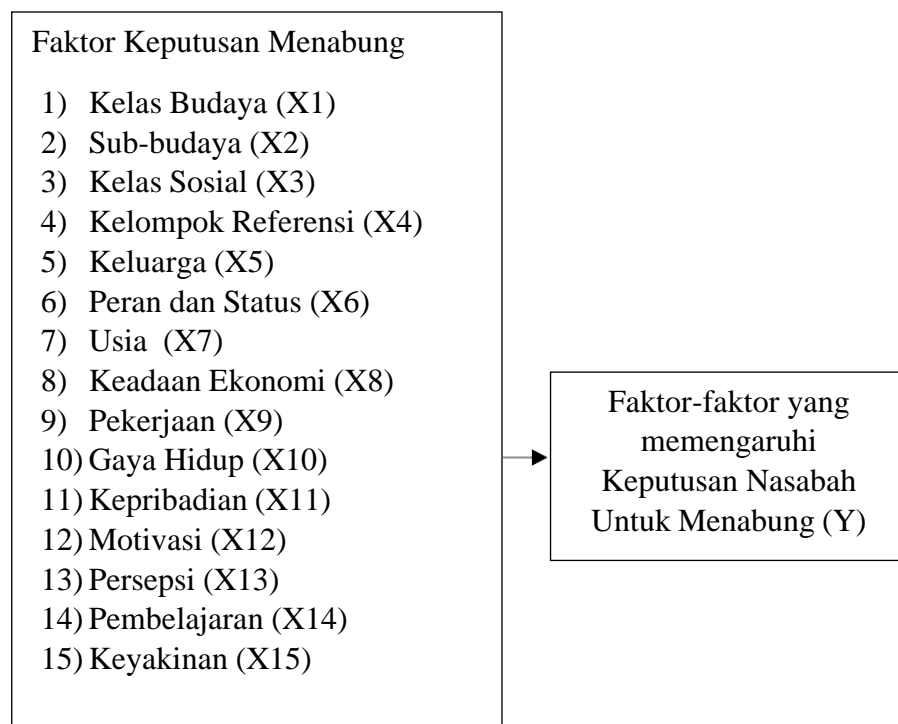 Faktor Keputusan Menabung
1) Kelas Budaya (X1)
2) Sub-budaya (X2)
3) Kelas Sosial (X3)
4) Kelompok Referensi (X4)
5) Keluarga (X5)
6) Peran dan Status (X6)
7) Usia (X7)
8) Keadaan Ekonomi (X8)
9) Pekerjaan (X9)
10) Gaya Hidup (X10)
11) Kepribadian (X11)
12) Motivasi (X12)
13) Persepsi (X13)
14) Pembelajaran (X14)
15) Keyakinan (X15)
Faktor-faktor yang
memengaruhi
Keputusan Nasabah
Untuk Menabung (Y)